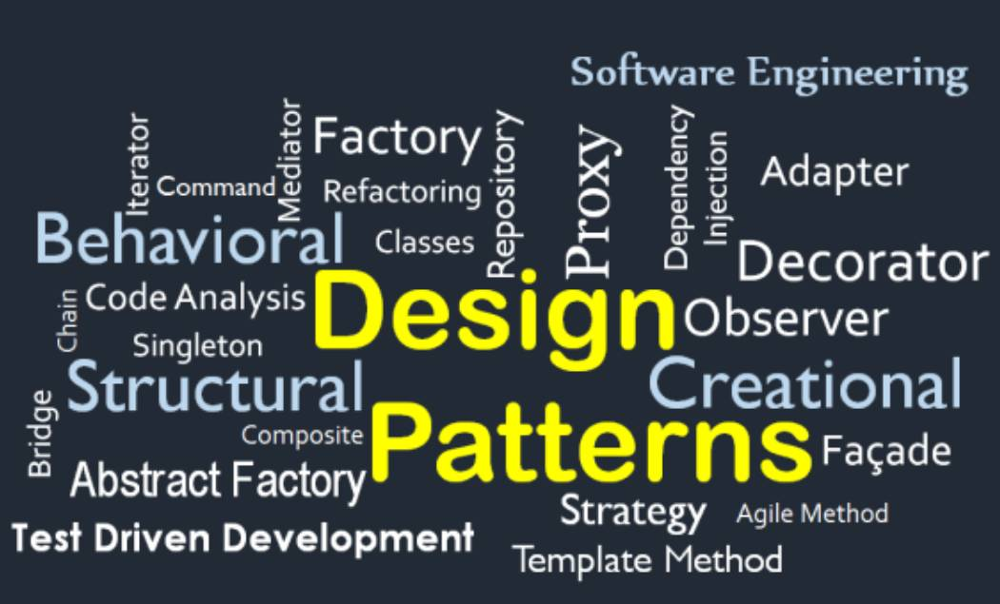 Software Engineering
Iterator
Command
Mediator
Factory
Refactoring
Repository
Proxy
Dependency
Injection
Adapter
Behavioral
Classes
Decorator
Chain
Code Analysis
Design
Observer
Singleton
Structural
Creational
Bridge
Composite
Patterns
Façade
Abstract Factory
Strategy
Agile Method
Test Driven Development
Template Method